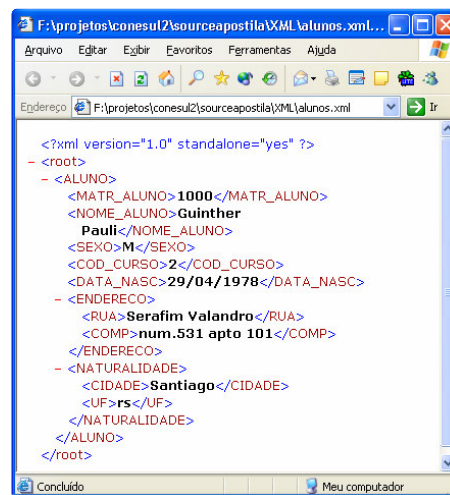 F:\projetos\conesul2\sourceapostila\XML\alunos.xml...
Arquivo Editar Exibir Favoritos Ferramentas Ajuda
Endereço F:\projetos\conesul2\sourceapostila\XML\alunos.xml Ir
<?xml version="1.0" standalone="yes" ?>
- <root>
- <ALUNO>
<MATR_ALUNO>1000</MATR_ALUNO>
<NOME_ALUNO>Guinther
Pauli</NOME_ALUNO>
<SEXO>M</SEXO>
<COD_CURSO>2</COD_CURSO>
<DATA_NASC>29/04/1978</DATA_NASC>
- <ENDERECO>
<RUA>Serafim Valandro</RUA>
<COMP>num.531 apto 101</COMP>
</ENDERECO>
- <NATURALIDADE>
<CIDADE>Santiago</CIDADE>
<UF>rs</UF>
</NATURALIDADE>
</ALUNO>
</root>
Concluído Meu computador